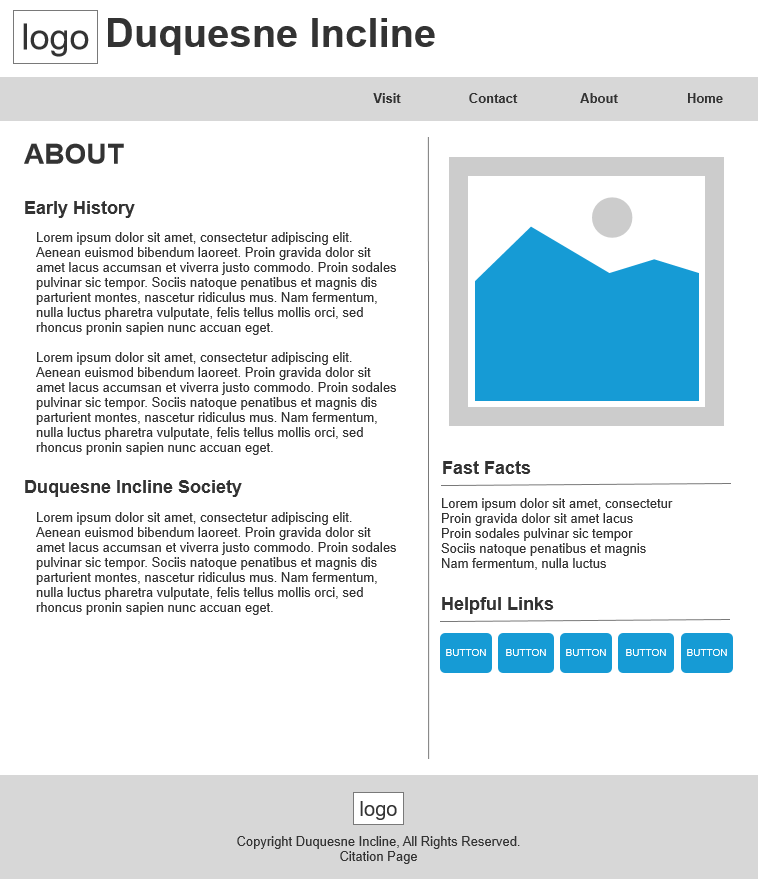 logo
Duquesne Incline
Visit
Contact
About
Home
ABOUT
Early History
Lorem ipsum dolor sit amet, consectetur adipiscing elit.
Aenean euismod bibendum laoreet. Proin gravida dolor sit
amet lacus accumsan et viverra justo commodo. Proin sodales
pulvinar sic tempor. Sociis natoque penatibus et magnis dis
parturient montes, nascetur ridiculus mus. Nam fermentum,
nulla luctus pharetra vulputate, felis tellus mollis orci, sed
rhoncus pronin sapien nunc accuan eget.
Lorem ipsum dolor sit amet, consectetur adipiscing elit.
Aenean euismod bibendum laoreet. Proin gravida dolor sit
amet lacus accumsan et viverra justo commodo. Proin sodales
pulvinar sic tempor. Sociis natoque penatibus et magnis dis
parturient montes, nascetur ridiculus mus. Nam fermentum,
nulla luctus pharetra vulputate, felis tellus mollis orci, sed
rhoncus pronin sapien nunc accuan eget.
Duquesne Incline Society
Lorem ipsum dolor sit amet, consectetur adipiscing elit.
Aenean euismod bibendum laoreet. Proin gravida dolor sit
amet lacus accumsan et viverra justo commodo. Proin sodales
pulvinar sic tempor. Sociis natoque penatibus et magnis dis
parturient montes, nascetur ridiculus mus. Nam fermentum,
nulla luctus pharetra vulputate, felis tellus mollis orci, sed
rhoncus pronin sapien nunc accuan eget.
Fast Facts
Lorem ipsum dolor sit amet, consectetur
Proin gravida dolor sit amet lacus
Proin sodales pulvinar sic tempor
Sociis natoque penatibus et magnis
Nam fermentum, nulla luctus
Helpful Links
BUTTON
BUTTON
BUTTON
BUTTON
BUTTON
logo
Copyright Duquesne Incline, All Rights Reserved.
Citation Page